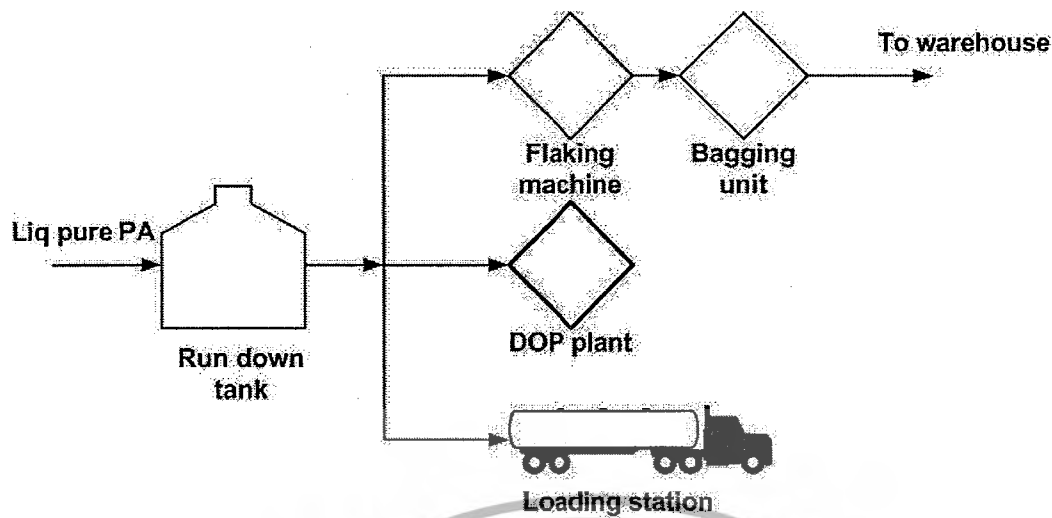 To warehouse
Flaking
machine
Bagging
unit
Liq pure PA
Run down
tank
DOP plant
Loading station